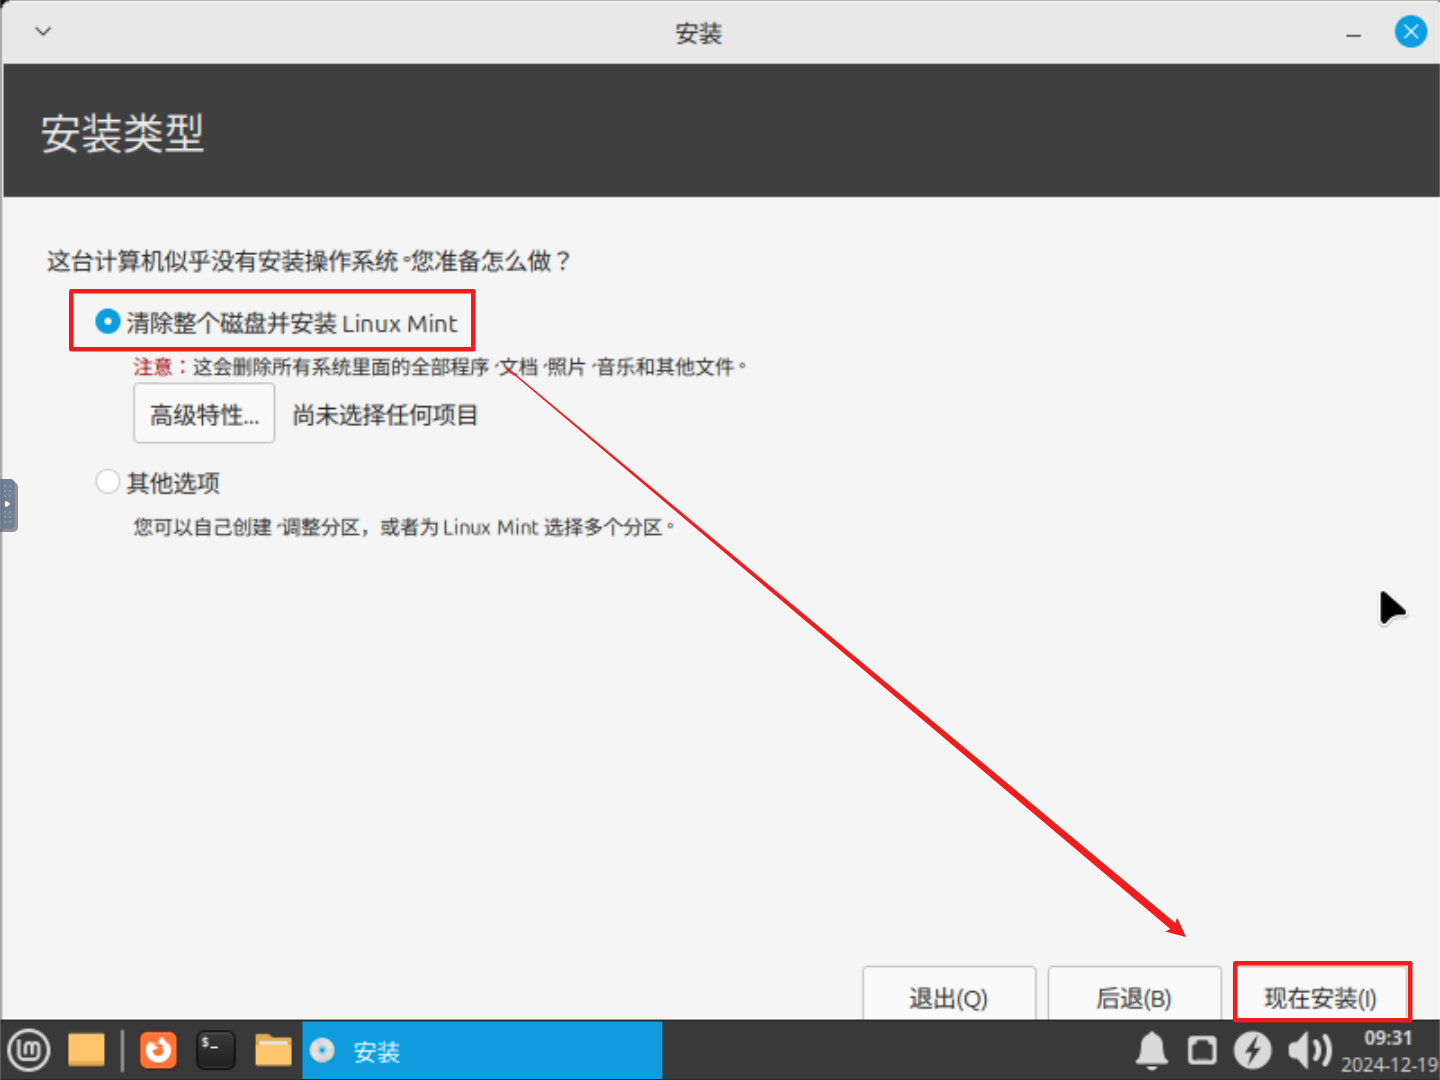 安装
安装类型
这台计算机似乎没有安装操作系统。您准备怎么做？
清除整个磁盘并安装 Linux Mint
注意：这会删除所有系统里面的全部程序、文档、照片、音乐和其他文件。
高级特性... 尚未选择任何项目
其他选项
您可以自己创建、调整分区，或者为 Linux Mint 选择多个分区。
退出(Q) 后退(B) 现在安装(I)
$_ 安装 09:31
2024-12-19